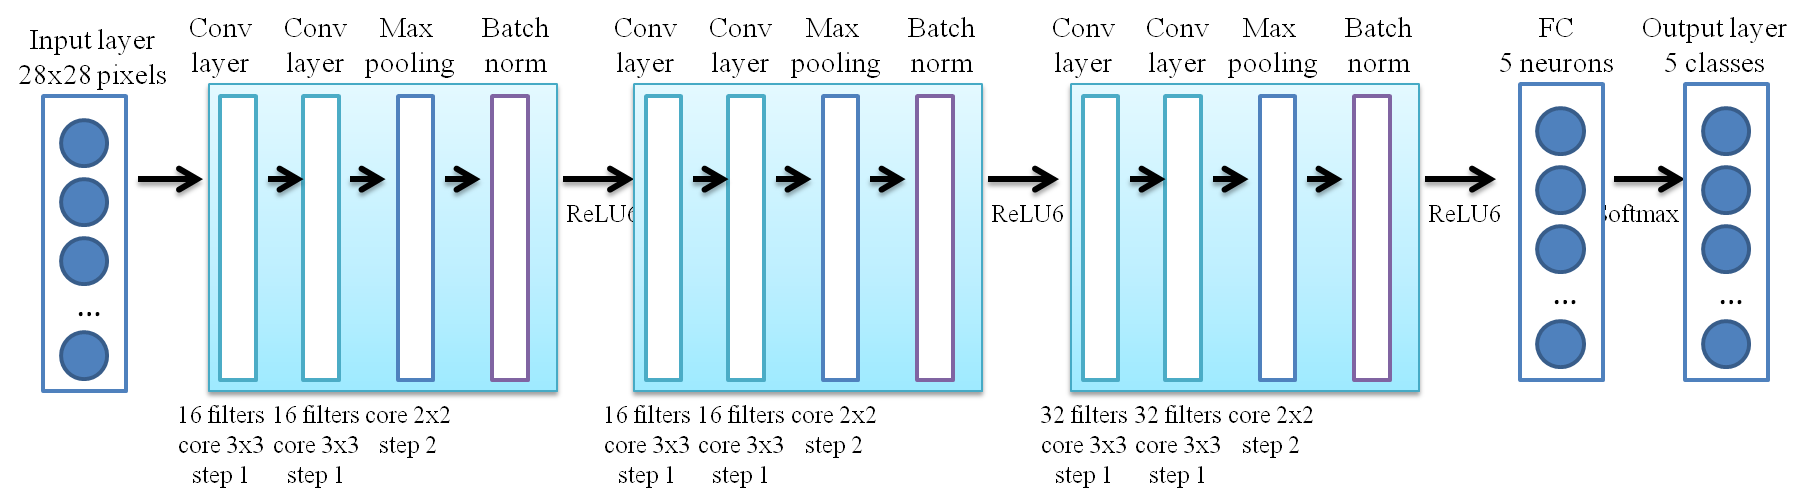 Input layer
28x28 pixels
Conv
layer
Conv
layer
Max
pooling
Batch
norm
Conv
layer
Conv
layer
Max
pooling
Batch
norm
Conv
layer
Conv
layer
Max
pooling
Batch
norm
FC
5 neurons
Output layer
5 classes
...
ReLU6
ReLU6
ReLU6
Softmax
...
...
16 filters
core 3x3
step 1
16 filters
core 3x3
step 1
core 2x2
step 2
16 filters
core 3x3
step 1
16 filters
core 3x3
step 1
core 2x2
step 2
32 filters
core 3x3
step 1
32 filters
core 3x3
step 1
core 2x2
step 2